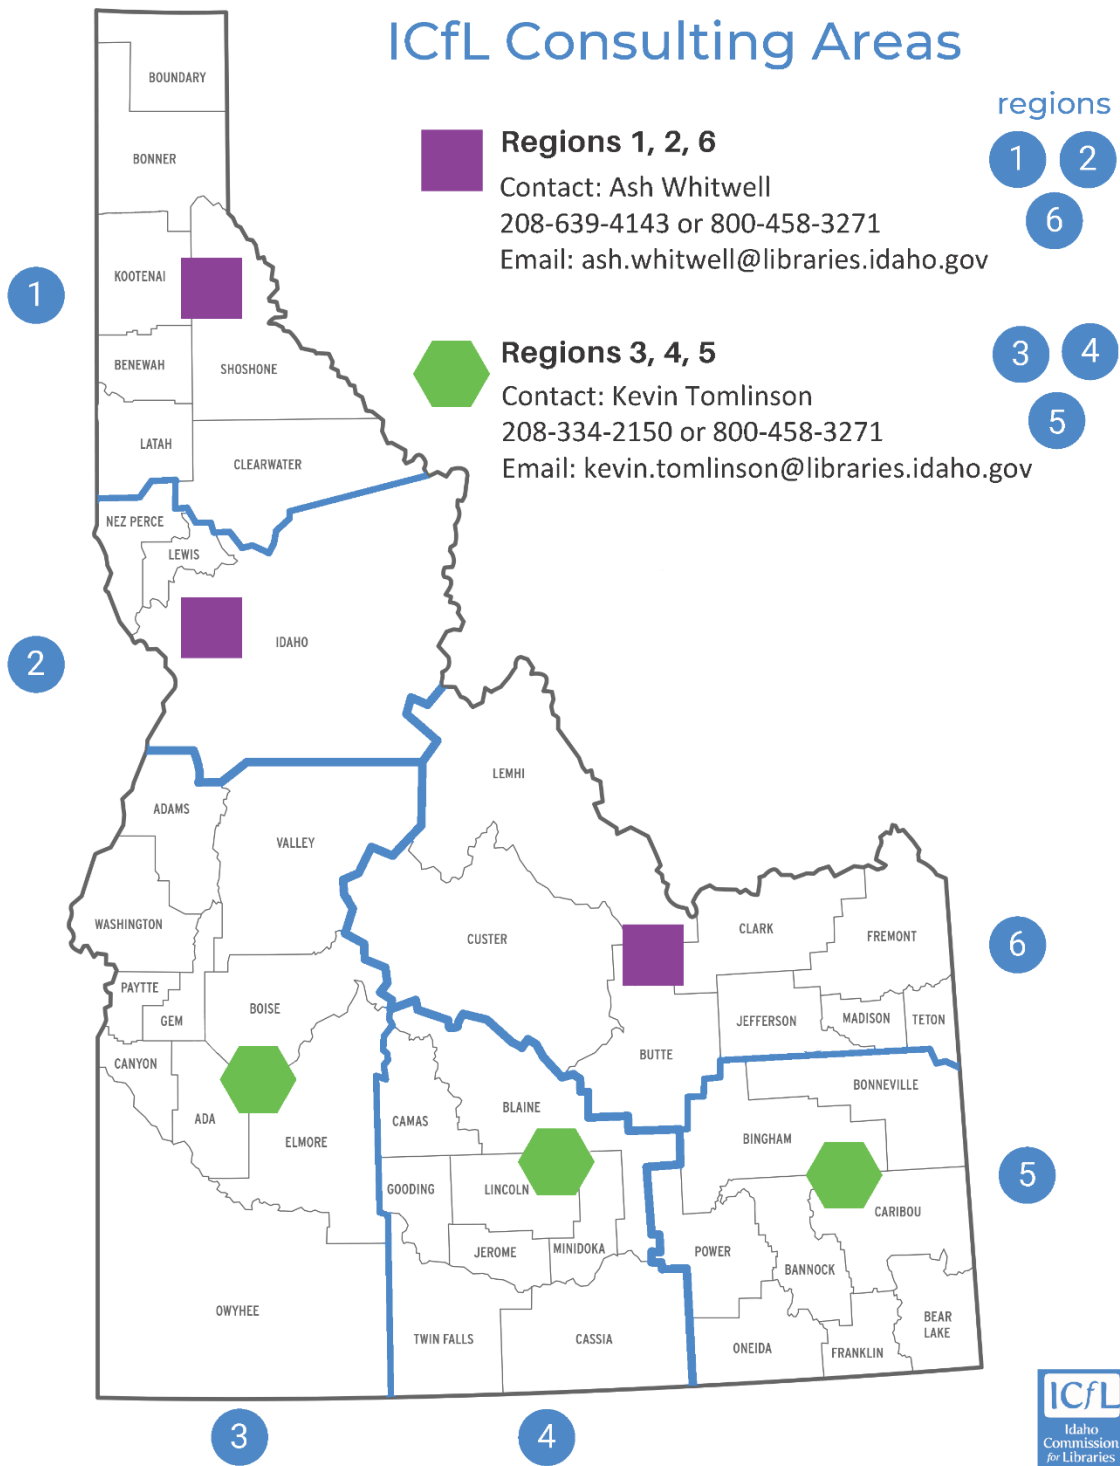 ICfL Consulting Areas
regions
1 2
6
Regions 1, 2, 6
Contact: Ash Whitwell
208-639-4143 or 800-458-3271
Email: ash.whitwell@libraries.idaho.gov
3 4
5
Regions 3, 4, 5
Contact: Kevin Tomlinson
208-334-2150 or 800-458-3271
Email: kevin.tomlinson@libraries.idaho.gov
BOUNDARY
BONNER
KOOTENAI
1
BENEWAH
SHOSHONE
LATAH
CLEARWATER
NEZ PERCE
LEWIS
IDAHO
2
LEMHI
ADAMS
VALLEY
WASHINGTON
CUSTER
CLARK
FREMONT
6
PAYTTE
BOISE
GEM
JEFFERSON
MADISON
TETON
CANYON
BUTTE
BONNEVILLE
ADA
BLAINE
CAMAS
ELMORE
BINGHAM
5
GOODING
LINCOLN
CARIBOU
JEROME
MINIDOKA
POWER
BANNOCK
OWYHEE
BEAR
LAKE
TWIN FALLS
CASSIA
ONEIDA
FRANKLIN
3
4
ICfL
Idaho
Commission
for Libraries